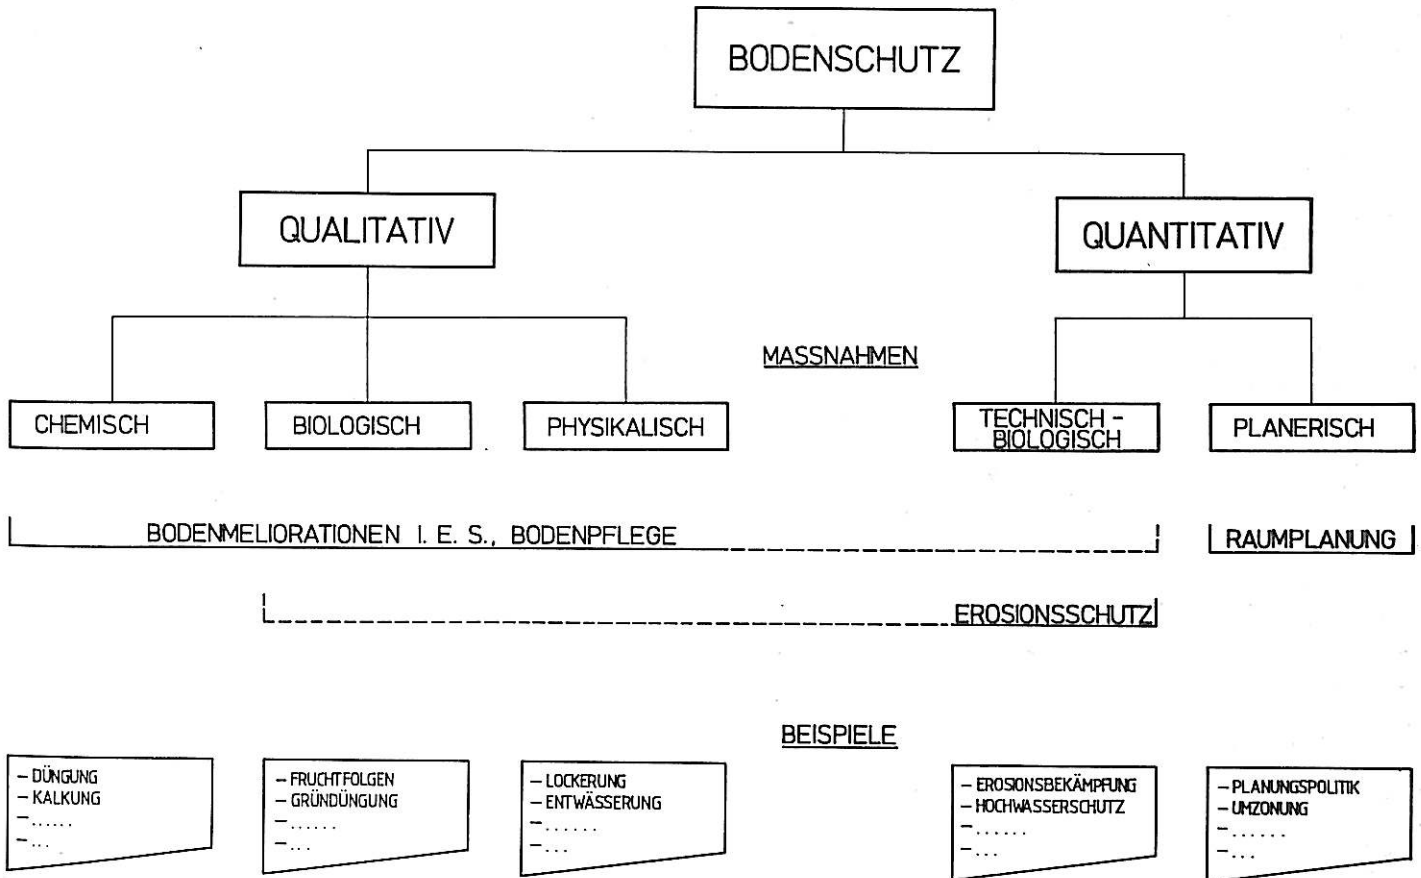 BODENSCHUTZ
QUALITATIV
QUANTITATIV
MASSNAHMEN
CHEMISCH
BIOLOGISCH
PHYSIKALISCH
TECHNISCH -
BIOLOGISCH
PLANERISCH
BODENMELIORATIONEN I. E. S., BODENPFLEGE
RAUMPLANUNG
EROSIONSSCHUTZ
BEISPIELE
- DÜNGUNG
- KALKUNG
- ......
- ...
- FRUCHTFOLGEN
- GRÜNDÜNGUNG
- ......
- ...
- LOCKERUNG
- ENTWÄSSERUNG
- ......
- ...
- EROSIONSBEKÄMPFUNG
- HOCHWASSERSCHUTZ
- ......
- ...
- PLANUNGSPOLITIK
- UMZONUNG
- ......
- ...